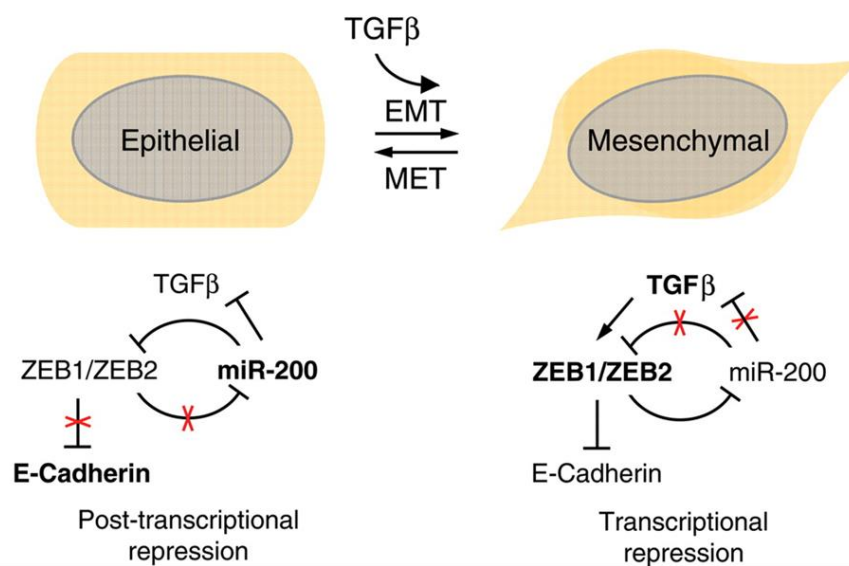 TGFβ
EMT
MET
Epithelial
Mesenchymal
TGFβ
ZEB1/ZEB2
miR-200
E-Cadherin
Post-transcriptional
repression
TGFβ
ZEB1/ZEB2
miR-200
E-Cadherin
Transcriptional
repression